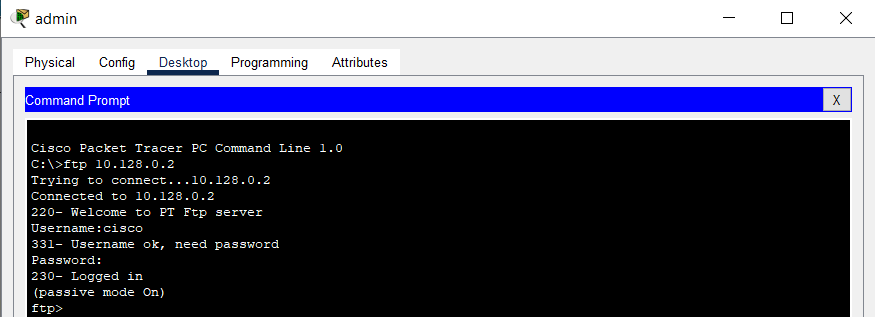 admin
Physical Config Desktop Programming Attributes
Command Prompt X
Cisco Packet Tracer PC Command Line 1.0
C:\>ftp 10.128.0.2
Trying to connect...10.128.0.2
Connected to 10.128.0.2
220- Welcome to PT Ftp server
Username:cisco
331- Username ok, need password
Password:
230- Logged in
(passive mode On)
ftp>